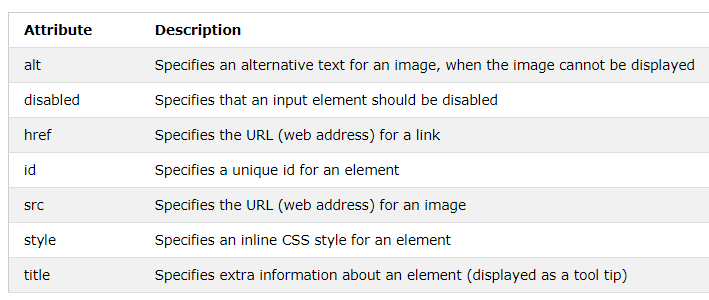 Attribute Description
alt Specifies an alternative text for an image, when the image cannot be displayed
disabled Specifies that an input element should be disabled
href Specifies the URL (web address) for a link
id Specifies a unique id for an element
src Specifies the URL (web address) for an image
style Specifies an inline CSS style for an element
title Specifies extra information about an element (displayed as a tool tip)